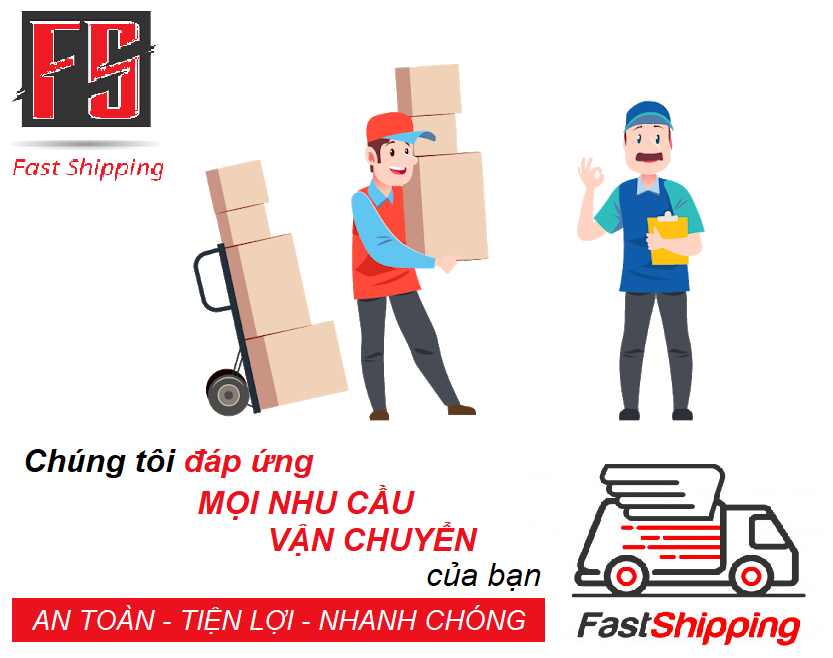 FS
Fast Shipping
Chúng tôi đáp ứng
MỌI NHU CẦU
VẬN CHUYỂN
của bạn
AN TOÀN - TIỆN LỢI - NHANH CHÓNG
FastShipping